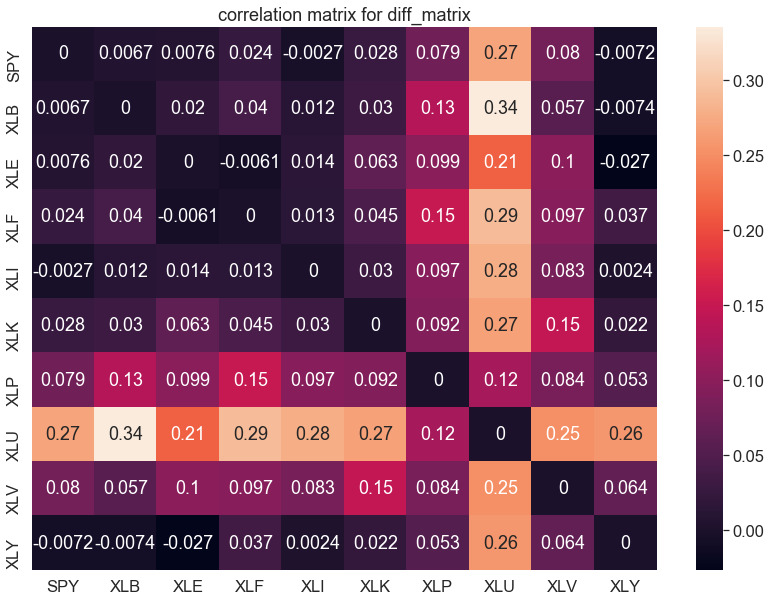 correlation matrix for diff_matrix
SPY 0 0.0067 0.0076 0.024 -0.0027 0.028 0.079 0.27 0.08 -0.0072
XLB 0.0067 0 0.02 0.04 0.012 0.03 0.13 0.34 0.057 -0.0074
XLE 0.0076 0.02 0 -0.0061 0.014 0.063 0.099 0.21 0.1 -0.027
XLF 0.024 0.04 -0.0061 0 0.013 0.045 0.15 0.29 0.097 0.037
XLI -0.0027 0.012 0.014 0.013 0 0.03 0.097 0.28 0.083 0.0024
XLK 0.028 0.03 0.063 0.045 0.03 0 0.092 0.27 0.15 0.022
XLP 0.079 0.13 0.099 0.15 0.097 0.092 0 0.12 0.084 0.053
XLU 0.27 0.34 0.21 0.29 0.28 0.27 0.12 0 0.25 0.26
XLV 0.08 0.057 0.1 0.097 0.083 0.15 0.084 0.25 0 0.064
XLY -0.0072 -0.0074 -0.027 0.037 0.0024 0.022 0.053 0.26 0.064 0
SPY XLB XLE XLF XLI XLK XLP XLU XLV XLY
0.30
0.25
0.20
0.15
0.10
0.05
0.00